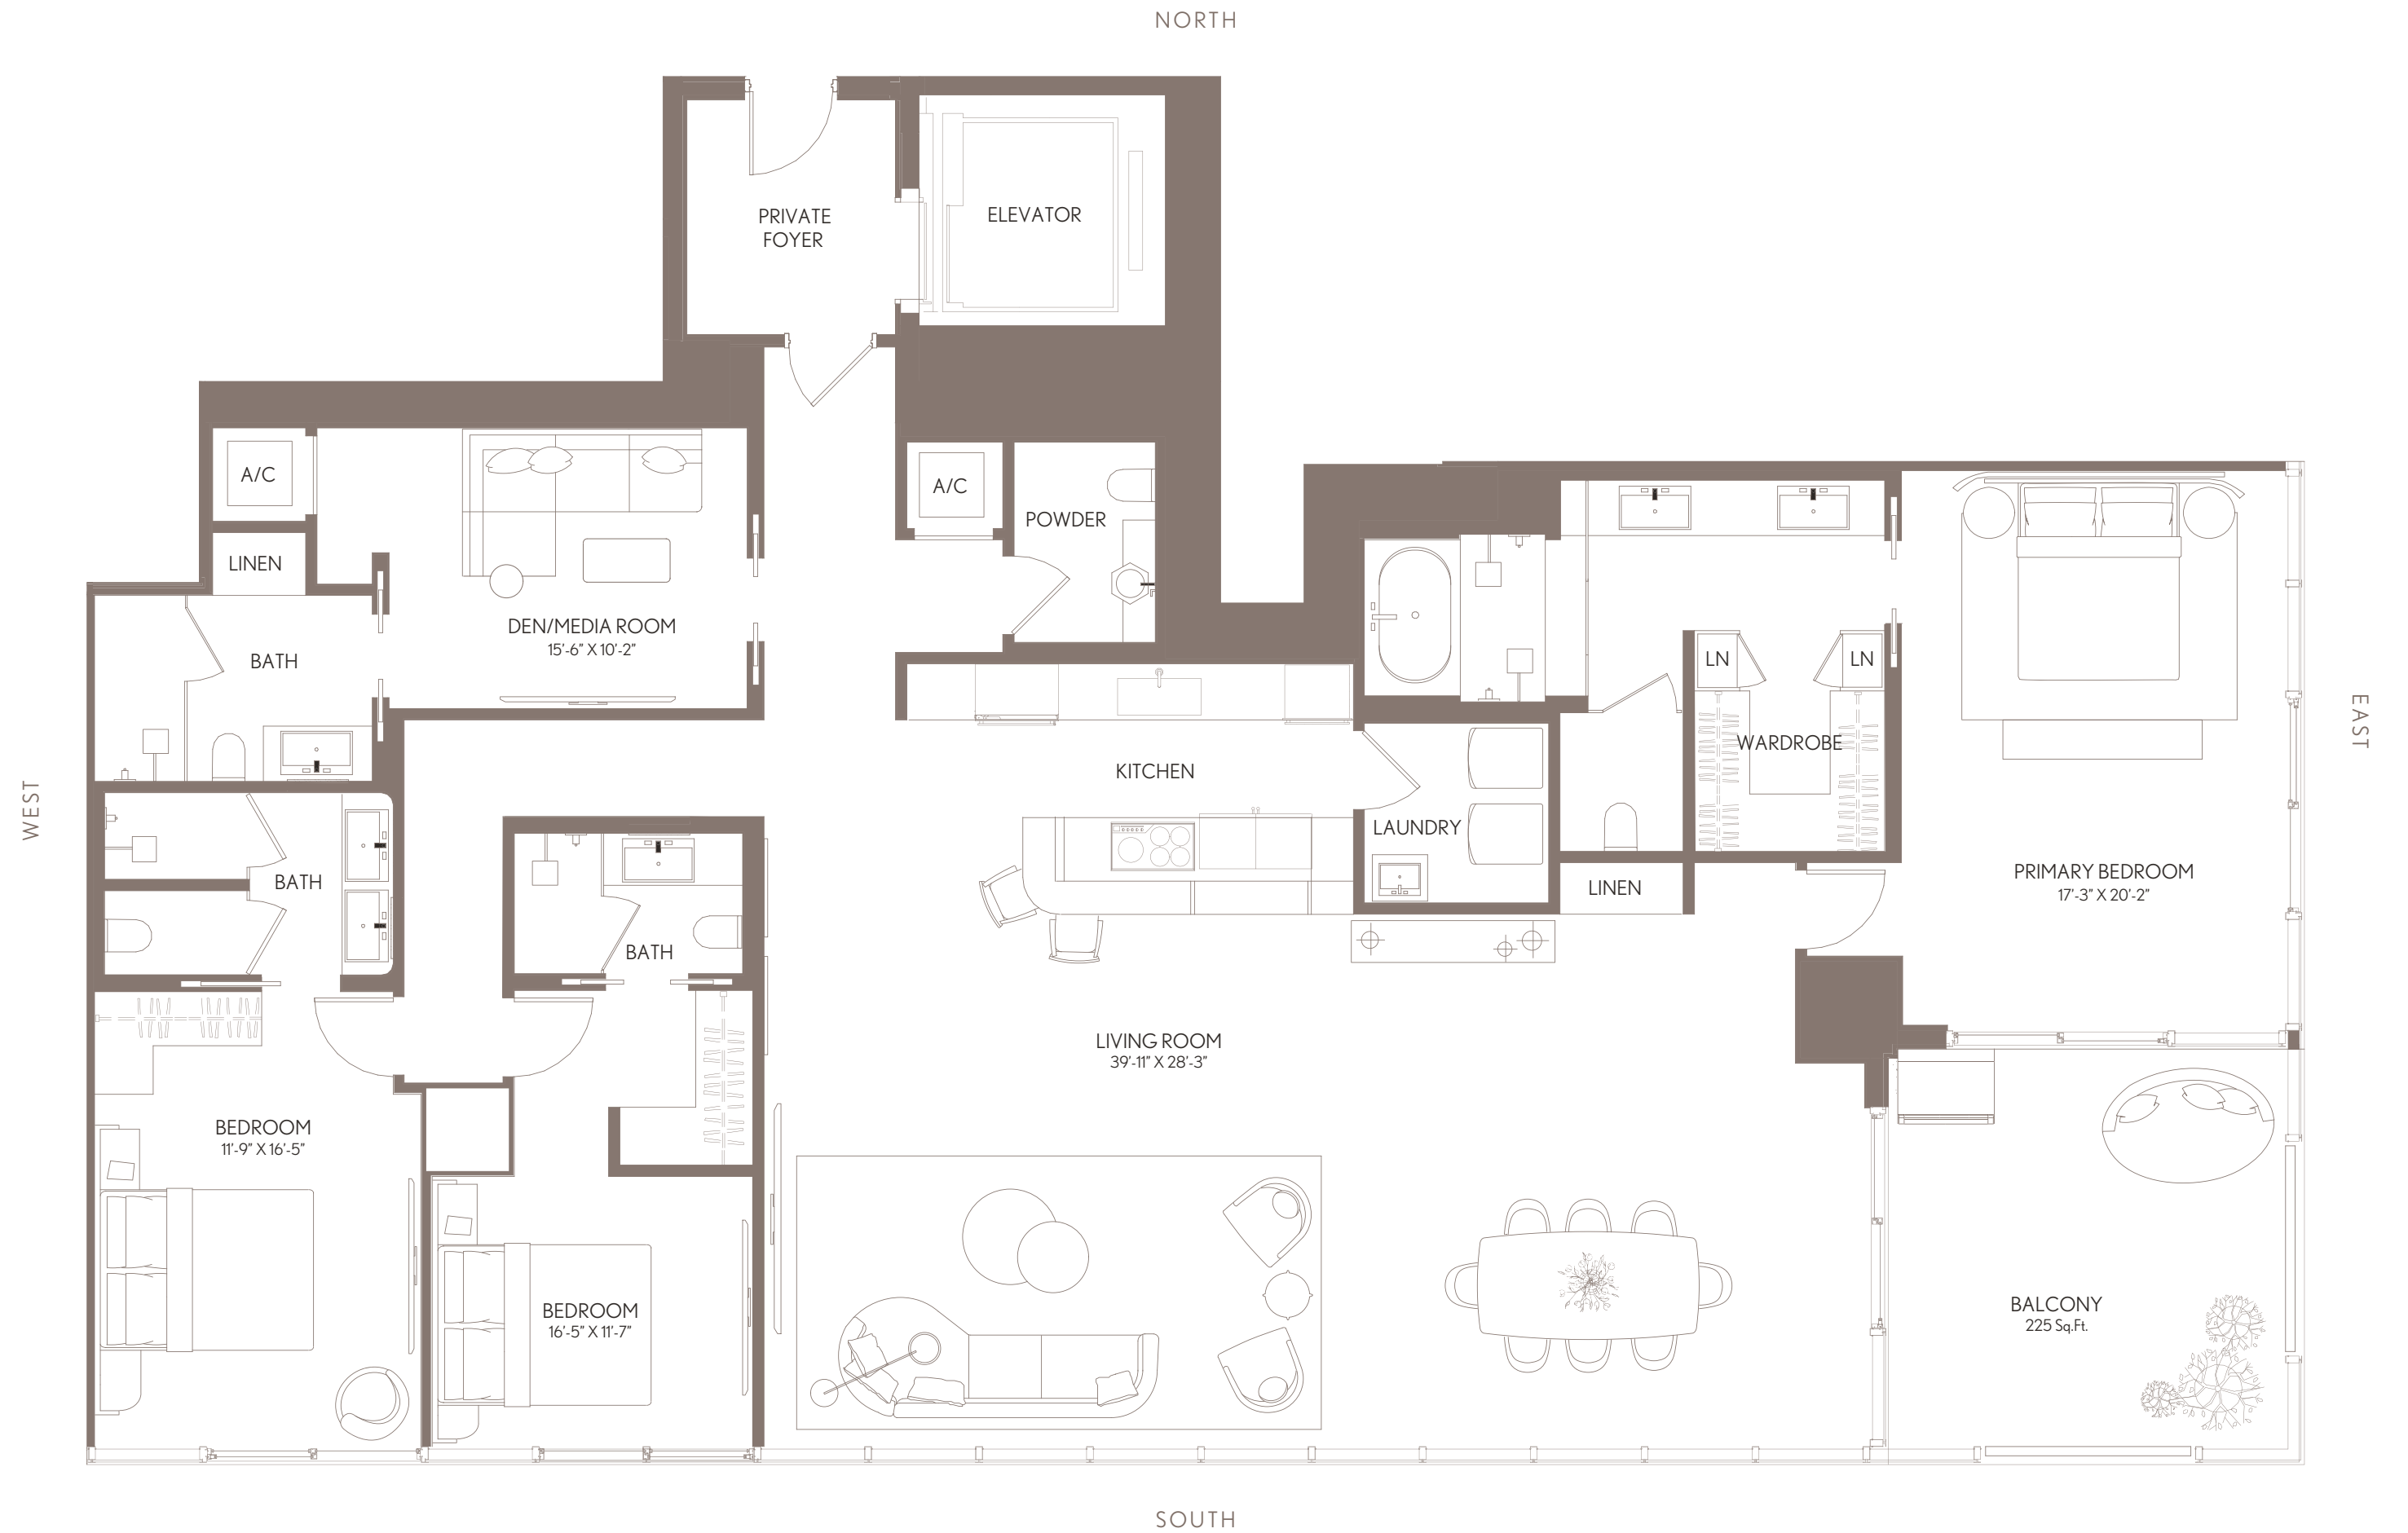 NORTH
PRIVATE
FOYER
ELEVATOR
A/C
A/C
POWDER
LINEN
DEN/MEDIA ROOM
15'-6" X 10'-2"
BATH
LN
LN
WARDROBE
EAST
WEST
KITCHEN
LAUNDRY
LINEN
PRIMARY BEDROOM
17'-3" X 20'-2"
BATH
BATH
LIVING ROOM
39'-11" X 28'-3"
BEDROOM
11'-9" X 16'-5"
BEDROOM
16'-5" X 11'-7"
BALCONY
225 Sq.Ft.
SOUTH